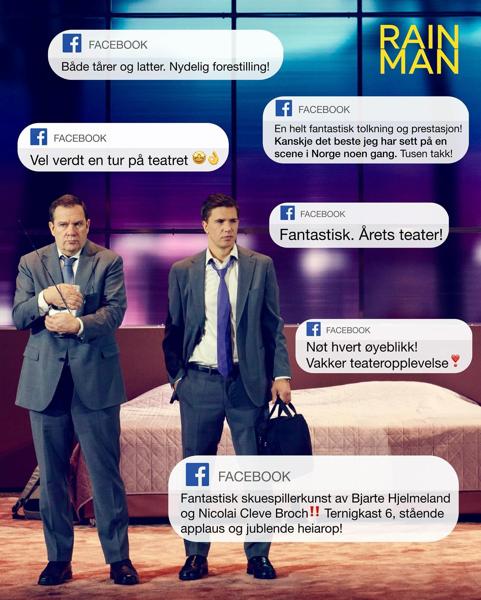 RAIN
MAN
FACEBOOK
Både tårer og latter. Nydelig forestilling!
FACEBOOK
En helt fantastisk tolkning og prestasjon!
Kanskje det beste jeg har sett på en
scene i Norge noen gang. Tusen takk!
FACEBOOK
Vel verdt en tur på teatret 🤩👌
FACEBOOK
Fantastisk. Årets teater!
FACEBOOK
Nøt hvert øyeblikk!
Vakker teateropplevelse❣️
FACEBOOK
Fantastisk skuespillerkunst av Bjarte Hjelmeland
og Nicolai Cleve Broch‼️ Ternigkast 6, stående
applaus og jublende heiarop!